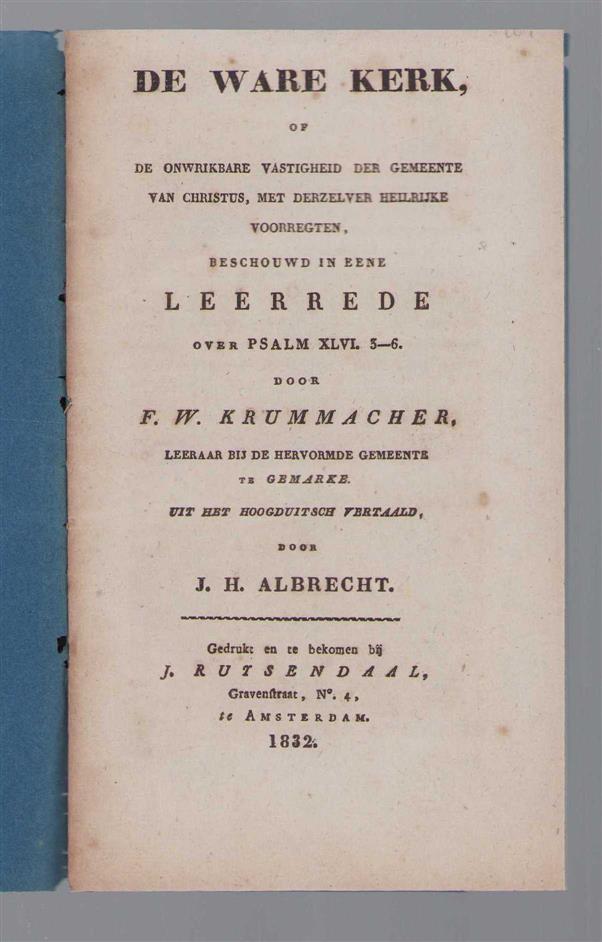 DE WARE KERK,
OF
DE ONWRIKBARE VASTIGHEID DER GEMEENTE
VAN CHRISTUS, MET DERZELVER HEILRIJKE
VOORREGTEN,
BESCHOUWD IN EENE
LEERREDE
OVER PSALM XLVI. 3—6.
DOOR
F. W. KRUMMACHER,
LEERAAR BIJ DE HERVORMDE GEMEENTE
TE GEMARKE.
UIT HET HOOGDUITSCH VERTAALD,
DOOR
J. H. ALBRECHT.
Gedrukt en te bekomen bij
J. RUYSENDAAL,
Gravenstraat, No. 4,
te AMSTERDAM.
1832.